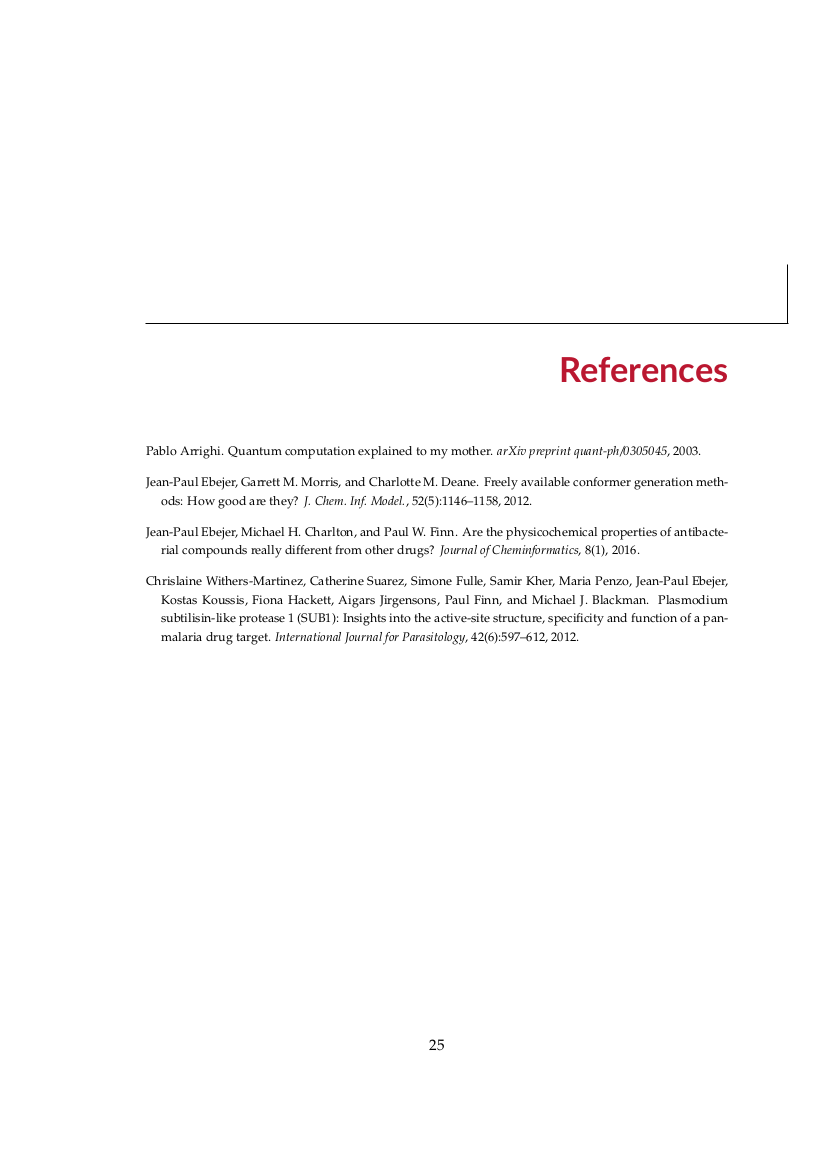 References
Pablo Arrighi. Quantum computation explained to my mother. arXiv preprint quant-ph/0305045, 2003.
Jean-Paul Ebejer, Garrett M. Morris, and Charlotte M. Deane. Freely available conformer generation meth-
ods: How good are they? J. Chem. Inf. Model., 52(5):1146–1158, 2012.
Jean-Paul Ebejer, Michael H. Charlton, and Paul W. Finn. Are the physicochemical properties of antibacte-
rial compounds really different from other drugs? Journal of Cheminformatics, 8(1), 2016.
Chrislaine Withers-Martinez, Catherine Suarez, Simone Fulle, Samir Kher, Maria Penzo, Jean-Paul Ebejer,
Kostas Koussis, Fiona Hackett, Aigars Jirgensons, Paul Finn, and Michael J. Blackman. Plasmodium
subtilisin-like protease 1 (SUB1): Insights into the active-site structure, specificity and function of a pan-
malaria drug target. International Journal for Parasitology, 42(6):597–612, 2012.
25